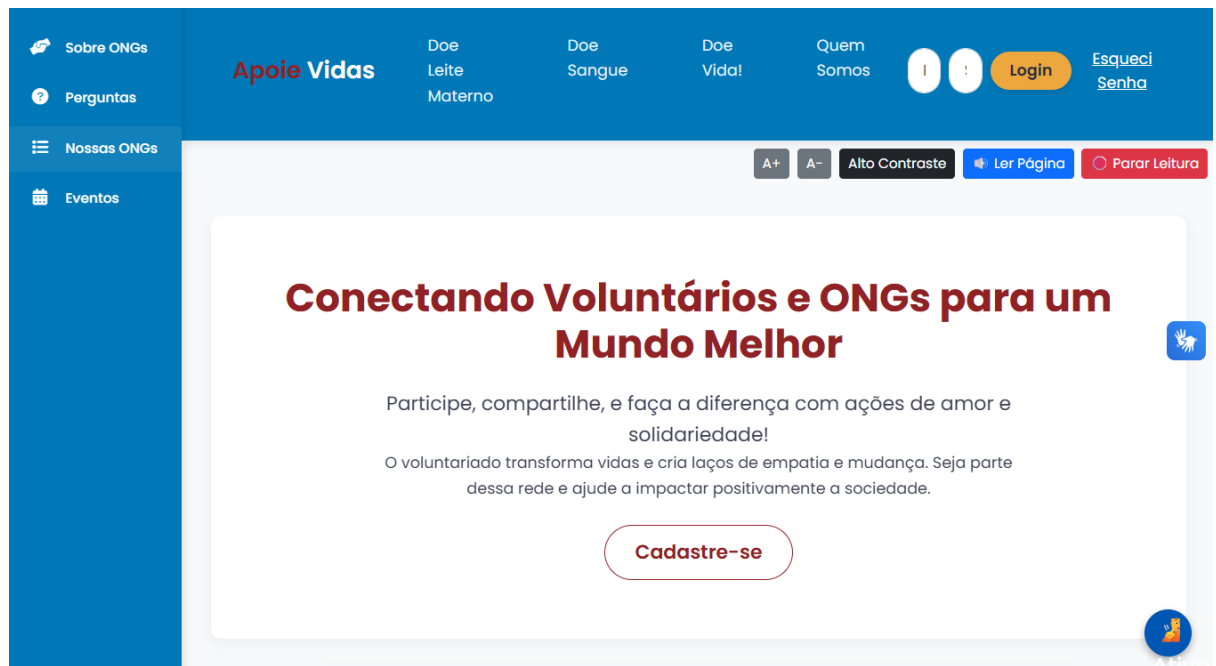 Sobre ONGs
Perguntas
Nossas ONGs
Eventos
Apoie Vidas
Doe
Leite
Materno
Doe
Sangue
Doe
Vida!
Quem
Somos
Login
Esqueci
Senha
A+
A-
Alto Contraste
Ler Página
Parar Leitura
Conectando Voluntários e ONGs para um
Mundo Melhor
Participe, compartilhe, e faça a diferença com ações de amor e
solidariedade!
O voluntariado transforma vidas e cria laços de empatia e mudança. Seja parte
dessa rede e ajude a impactar positivamente a sociedade.
Cadastre-se